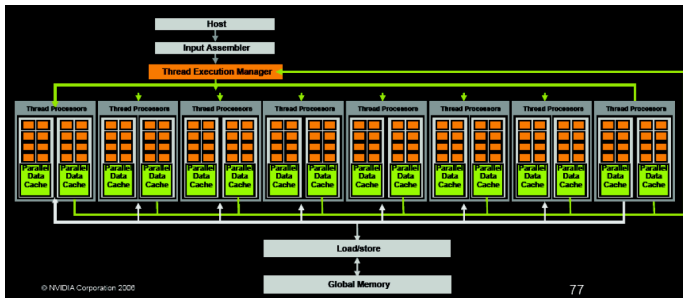 Host
Input Assembler
Thread Execution Manager
Thread Processors
Thread Processors
Thread Processors
Thread Processors
Thread Processors
Thread Processors
Thread Processors
Thread Processors
Parallel
Data
Cache
Parallel
Data
Cache
Parallel
Data
Cache
Parallel
Data
Cache
Parallel
Data
Cache
Parallel
Data
Cache
Parallel
Data
Cache
Parallel
Data
Cache
Parallel
Data
Cache
Parallel
Data
Cache
Parallel
Data
Cache
Parallel
Data
Cache
Parallel
Data
Cache
Parallel
Data
Cache
Parallel
Data
Cache
Parallel
Data
Cache
Load/store
Global Memory
© NVIDIA Corporation 2006
77